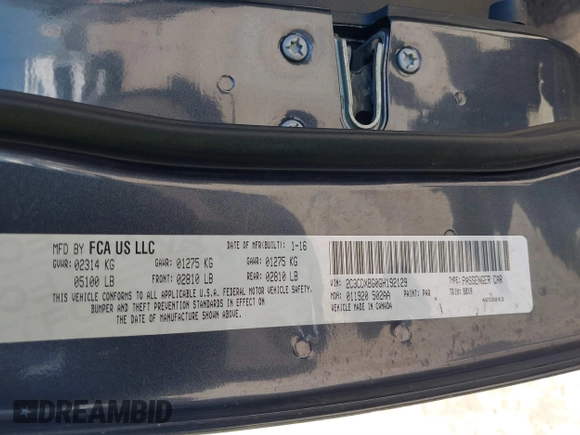 MFD BY FCA US LLC DATE OF MFR(BUILT): 1-16
GVWR: 02314 KG GAWR: 01275 KG GAWR: 01275 KG
05100 LB FRONT: 02810 LB REAR: 02810 LB
THIS VEHICLE CONFORMS TO ALL APPLICABLE U.S.A. FEDERAL MOTOR VEHICLE SAFETY,
BUMPER AND THEFT PREVENTION STANDARDS IN EFFECT ON
THE DATE OF MANUFACTURE SHOWN ABOVE.
VIN: 2C3CDXBG0GH192129 TYPE: PASSENGER CAR
MDH: 011520 502AA PAINT: PAR TRIM:
VEHICLE MADE IN CANADA
DREAMBID